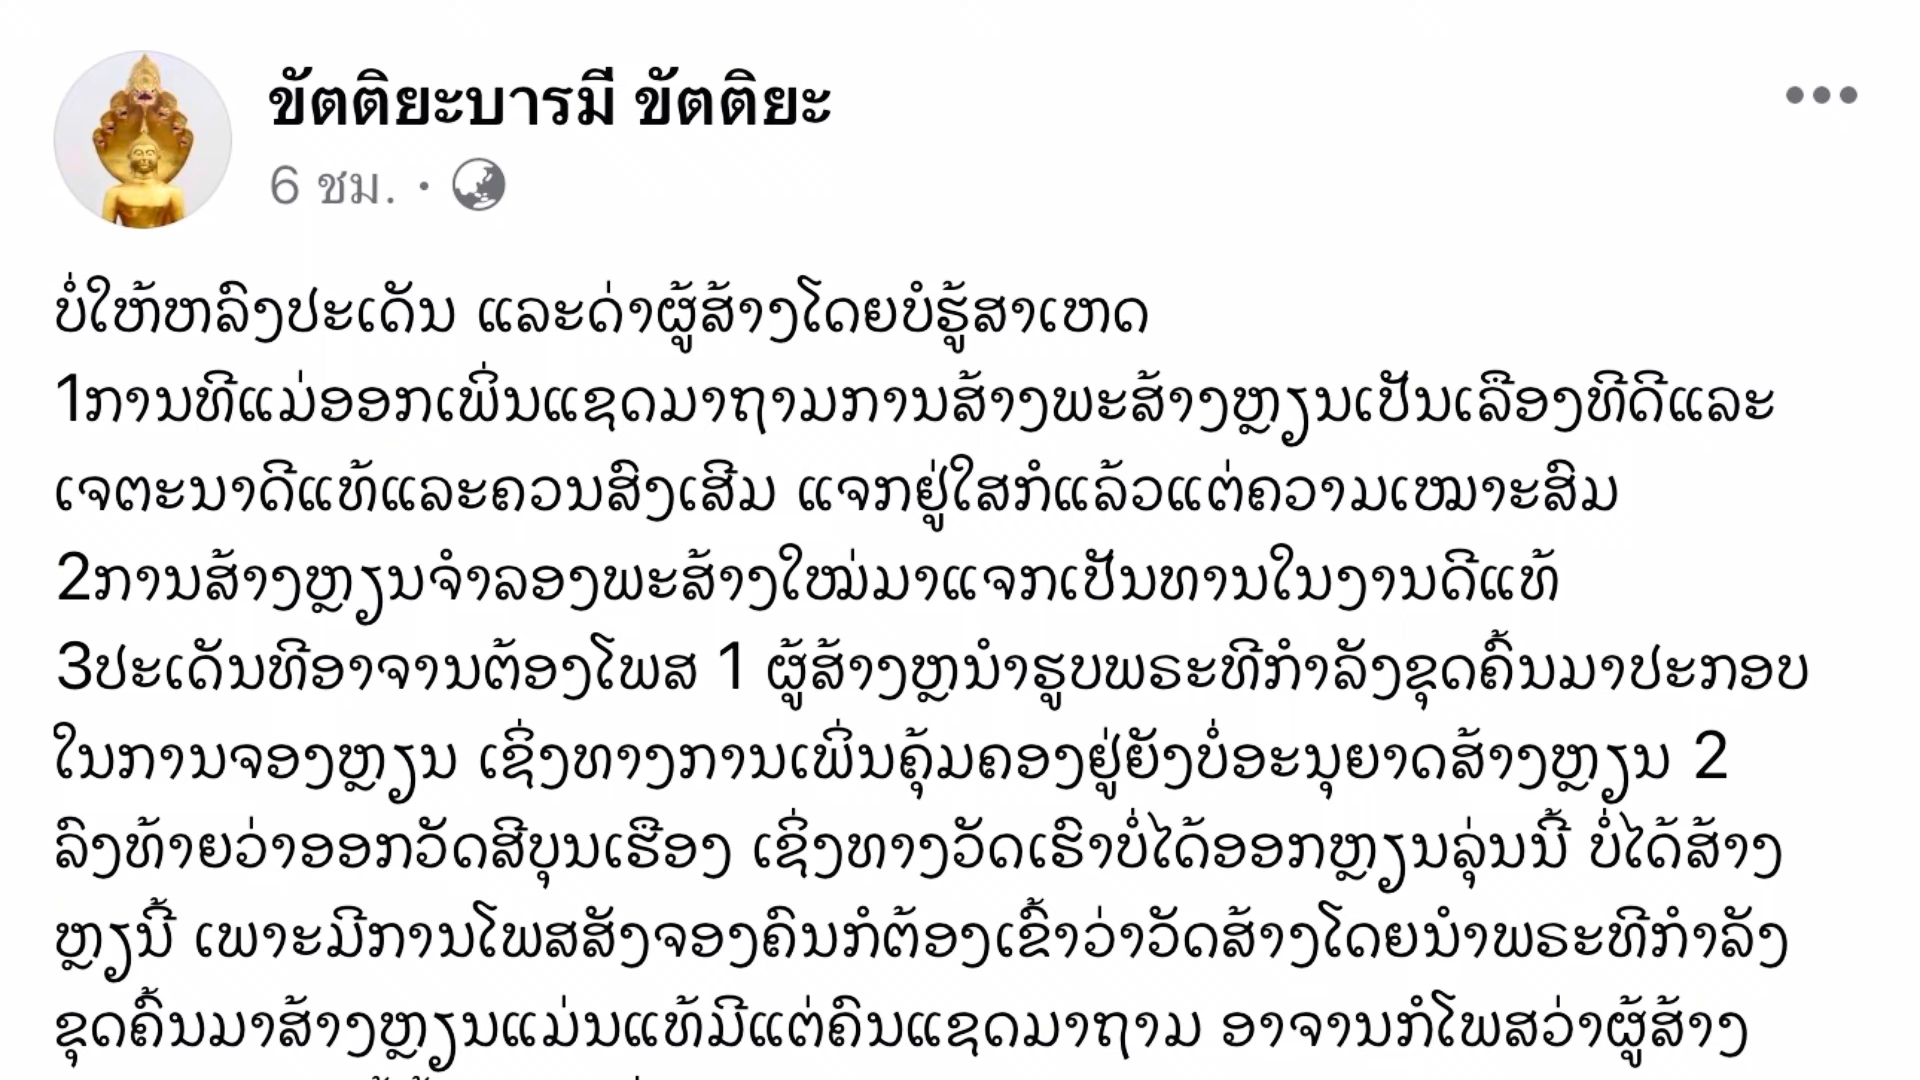 ขัตติยะบารมี ขัตติยะ
6 ຊມ. ·
ບໍ່ໃຫ້ຫລົງປະເດັນ ແລະດ່າຜູ້ສ້າງໂດຍບໍຮູ້ສາເຫດ
1ການທີແມ່ອອກເພິ່ນແຊດມາຖາມການສ້າງພະສ້າງຫຼຽນເປັນເລືອງທີດີແລະ
ເຈຕະນາດີແທ້ແລະຄວນສົງເສີມ ແຈກຢູ່ໃສກໍແລ້ວແຕ່ຄວາມເໝາະສົມ
2ການສ້າງຫຼຽນຈຳລອງພະສ້າງໃໝ່ມາແຈກເປັນທານໃນງານດີແທ້
3ປະເດັນທີອາຈານຕ້ອງໂພສ 1 ຜູ້ສ້າງຫຼນຳຮູບພຣະທີກຳລັງຂຸດຄົ້ນມາປະກອບ
ໃນການຈອງຫຼຽນ ເຊິ່ງທາງການເພິ່ນຄຸ້ມຄອງຢູ່ຍັງບໍ່ອະນຸຍາດສ້າງຫຼຽນ 2
ລົງທ້າຍວ່າອອກວັດສີບຸນເຮືອງ ເຊິ່ງທາງວັດເຮົາບໍ່ໄດ້ອອກຫຼຽນລຸ່ນນີ້ ບໍ່ໄດ້ສ້າງ
ຫຼຽນີ້ ເພາະມີການໂພສສັງຈອງຄົນກໍຕ້ອງເຂົ້າວ່າວັດສ້າງໂດຍນຳພຣະທີກຳລັງ
ຂຸດຄົ້ນມາສ້າງຫຼຽນແມ່ນແທ້ມີແຕ່ຄົນແຊດມາຖາມ ອາຈານກໍໂພສວ່າຜູ້ສ້າງ